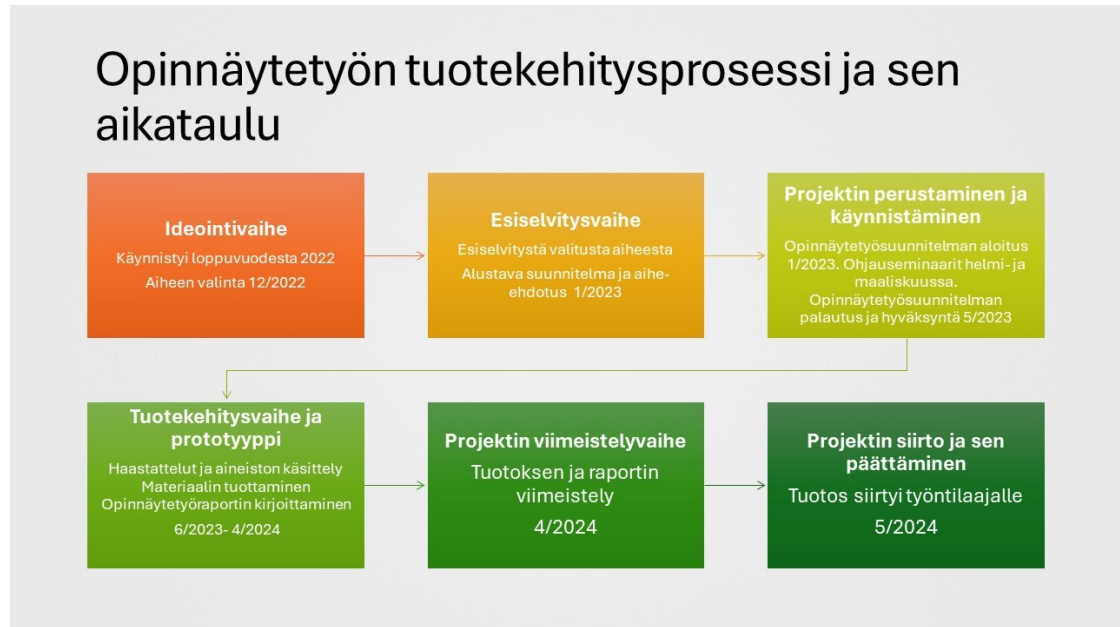 Opinnäytetyön tuotekehitysprosessi ja sen
aikataulu
Ideointivaihe
Käynnistyi loppuvuodesta 2022
Aiheen valinta 12/2022
Esiselvitysvaihe
Esiselvitystä valitusta aiheesta
Alustava suunnitelma ja aihe-
ehdotus 1/2023
Projektin perustaminen ja
käynnistäminen
Opinnäytetyösuunnitelman aloitus
1/2023. Ohjauseminaarit helmi- ja
maaliskuussa.
Opinnäytetyösuunnitelman
palautus ja hyväksyntä 5/2023
Tuotekehitysvaihe ja
prototyyppi
Haastattelut ja aineiston käsittely
Materiaalin tuottaminen
Opinnäytetyöraportin kirjoittaminen
6/2023- 4/2024
Projektin viimeistelyvaihe
Tuotoksen ja raportin
viimeistely
4/2024
Projektin siirto ja sen
päättäminen
Tuotos siirtyi työntilaajalle
5/2024